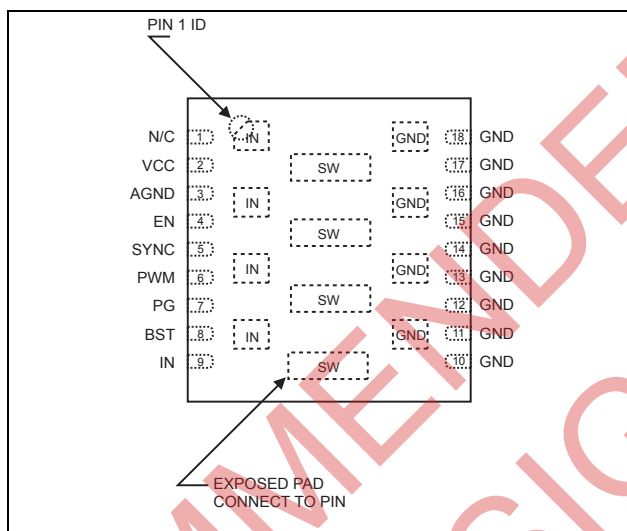 PIN 1 ID
N/C 1 IN GND 18 GND
VCC 2 SW 17 GND
AGND 3 IN GND 16 GND
EN 4 SW 15 GND
SYNC 5 14 GND
PWM 6 IN GND 13 GND
PG 7 SW 12 GND
BST 8 IN GND 11 GND
IN 9 SW 10 GND
EXPOSED PAD
CONNECT TO PIN